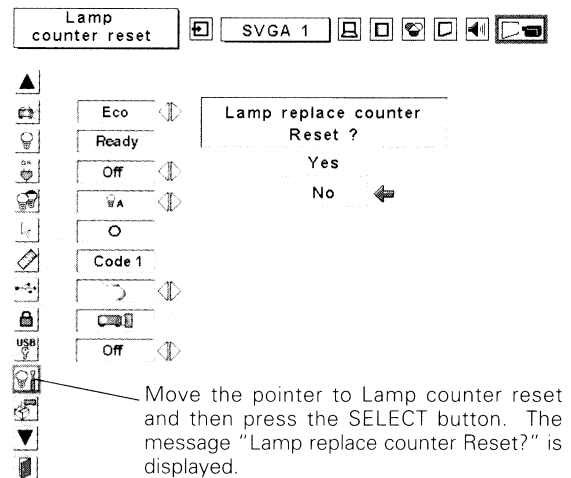 Lamp
counter reset
SVGA 1
Eco
Ready
Off
A
Code 1
Off
USB
Lamp replace counter
Reset ?
Yes
No
Move the pointer to Lamp counter reset
and then press the SELECT button. The
message "Lamp replace counter Reset?" is
displayed.